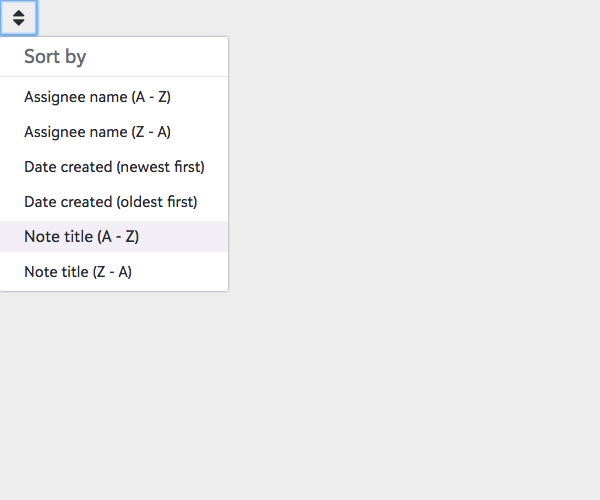 Sort by
Assignee name (A - Z)
Assignee name (Z - A)
Date created (newest first)
Date created (oldest first)
Note title (A - Z)
Note title (Z - A)